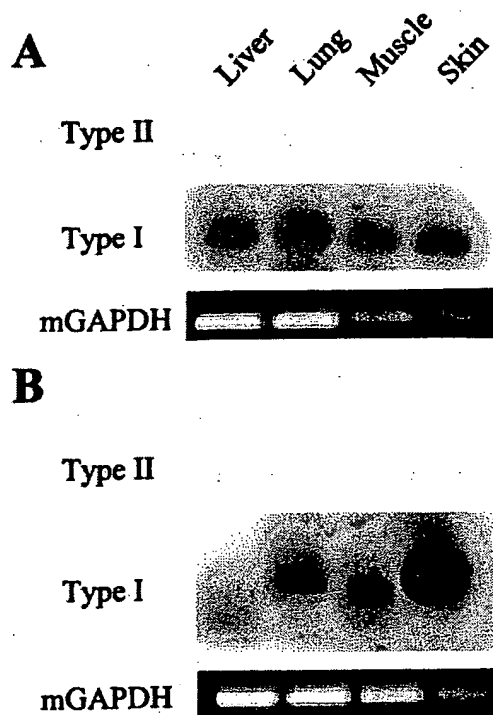 A
Liver Lung Muscle Skin
Type II
Type I
mGAPDH
B
Type II
Type I
mGAPDH